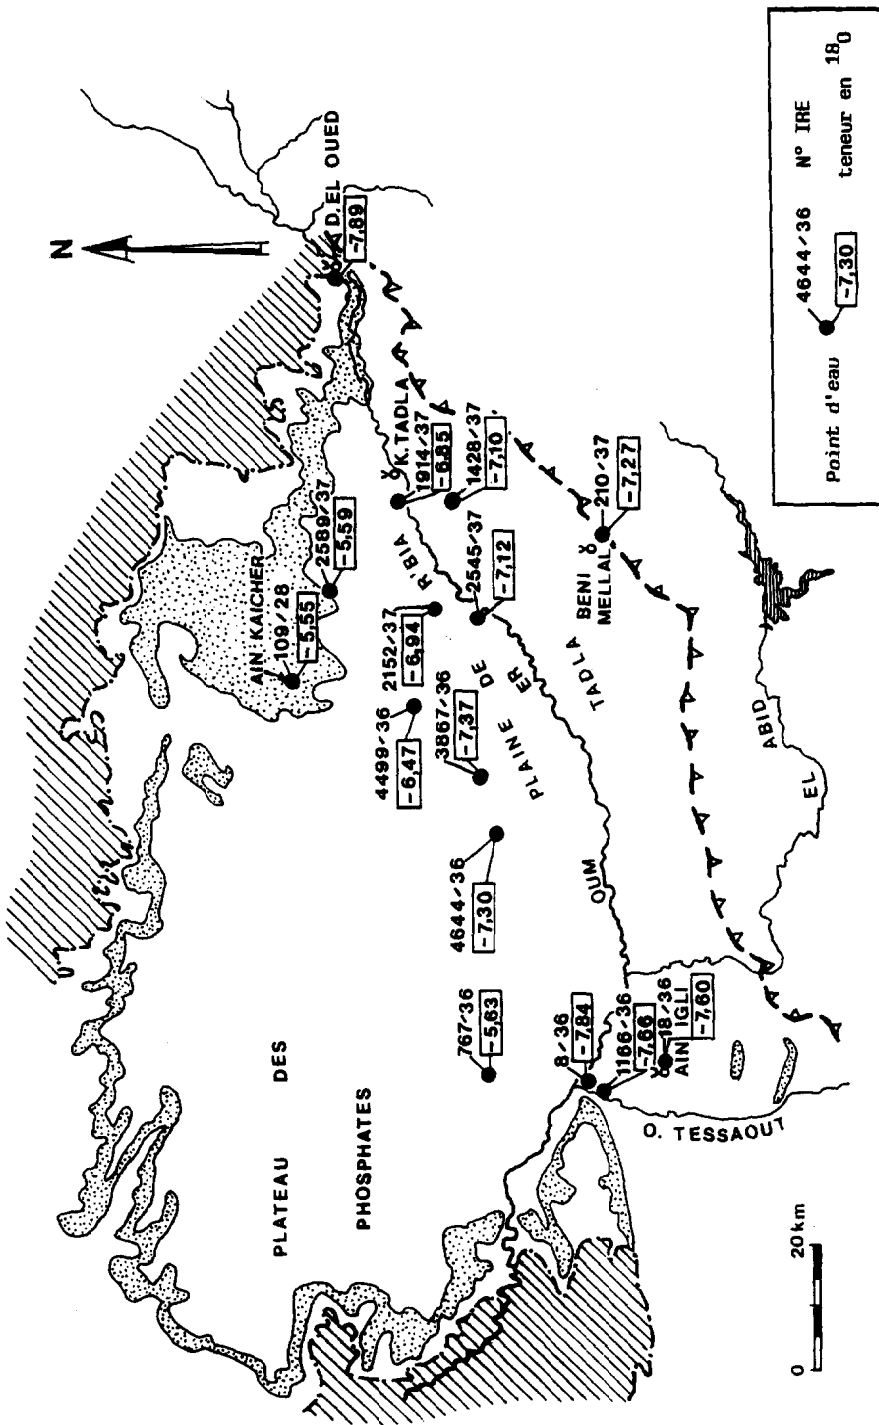 N
D. EL OUED
-7,89
K.TADLA
1914/37
-6,85
1428/37
-7,10
2589/37
-5,59
AIN KAICHER
109/28
-5,55
R'BIA
2545/37
-7,12
210/37
-7,27
BENI
MELLAL
2152/37
-6,94
4499/36
-6,47
3867/36
-7,37
PLAINE DE TADLA
OUM ER
4644/36
-7,30
EL ABID
PLATEAU DES
PHOSPHATES
767/36
-5,63
8/36
-7,84
1166/36
-7,66
18/36
AIN IGLI
-7,60
O. TESSAOUT
0 20 km
Point d'eau
4644/36 N° IRE
-7,30 teneur en 18O